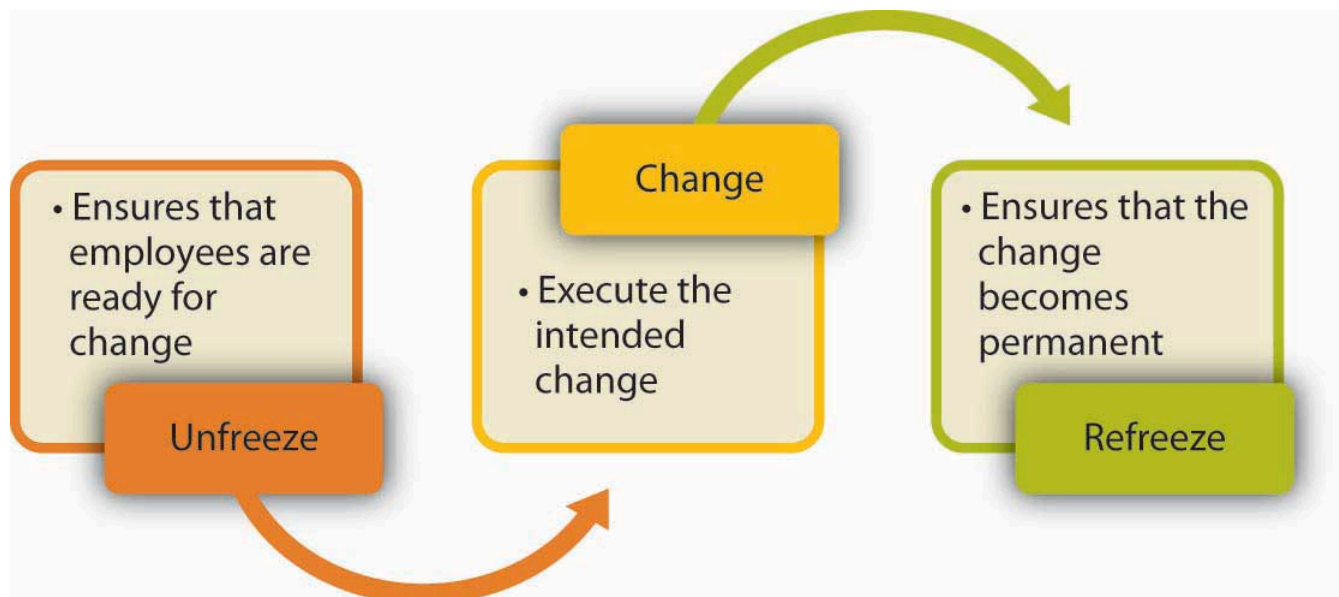 • Ensures that
employees are
ready for
change
Unfreeze
Change
• Execute the
intended
change
• Ensures that the
change
becomes
permanent
Refreeze